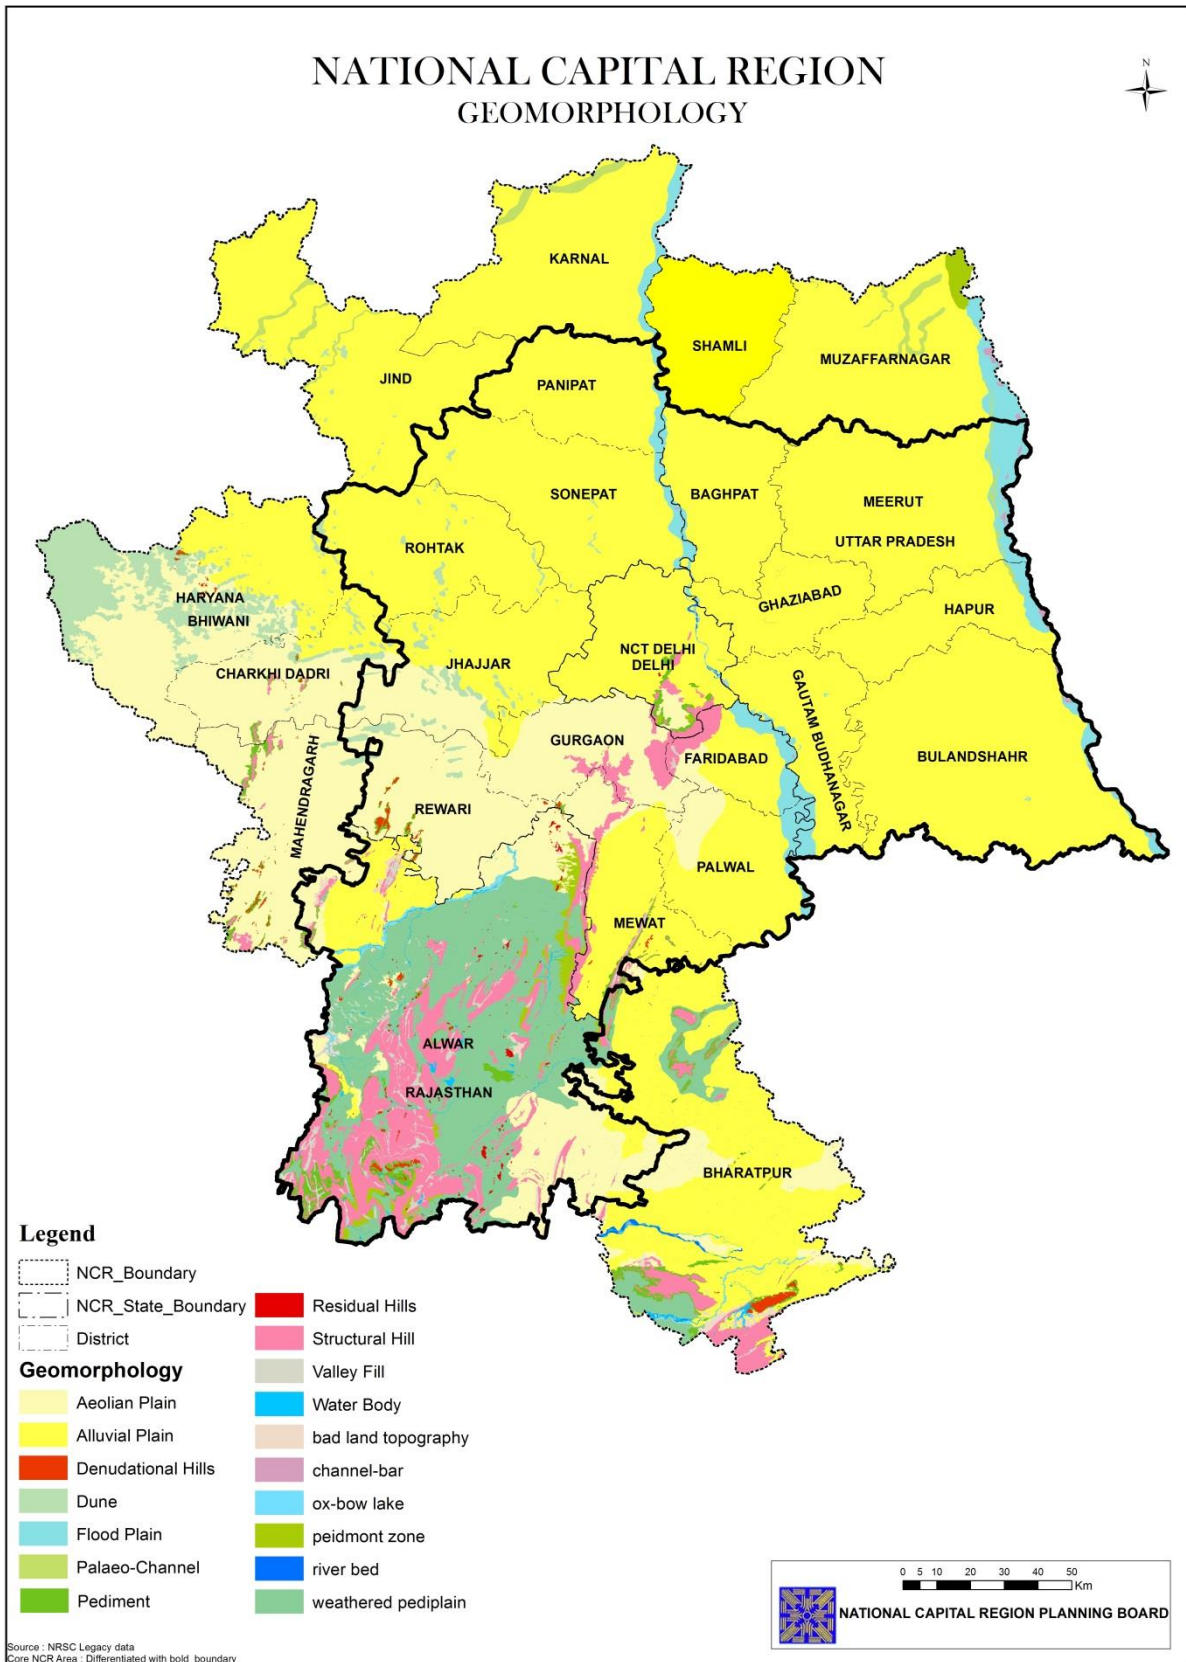 NATIONAL CAPITAL REGION
GEOMORPHOLOGY
N
KARNAL
SHAMLI
MUZAFFARNAGAR
JIND
PANIPAT
SONEPAT
BAGHPAT
MEERUT
UTTAR PRADESH
ROHTAK
HARYANA
BHIWANI
GHAZIABAD
HAPUR
NCT DELHI
DELHI
JHAJJAR
CHARKHI DADRI
GAUTAM BUDHANAGAR
GURGAON
FARIDABAD
BULANDSHAHR
MAHENDRAGARH
REWARI
PALWAL
MEWAT
ALWAR
RAJASTHAN
BHARATPUR
Legend
NCR_Boundary
NCR_State_Boundary
District
Geomorphology
Aeolian Plain
Alluvial Plain
Denudational Hills
Dune
Flood Plain
Palaeo-Channel
Pediment
Residual Hills
Structural Hill
Valley Fill
Water Body
bad land topography
channel-bar
ox-bow lake
peidmont zone
river bed
weathered pediplain
0 5 10 20 30 40 50
Km
NATIONAL CAPITAL REGION PLANNING BOARD
Source : NRSC Legacy data
Core NCR Area : Differentiated with bold boundary